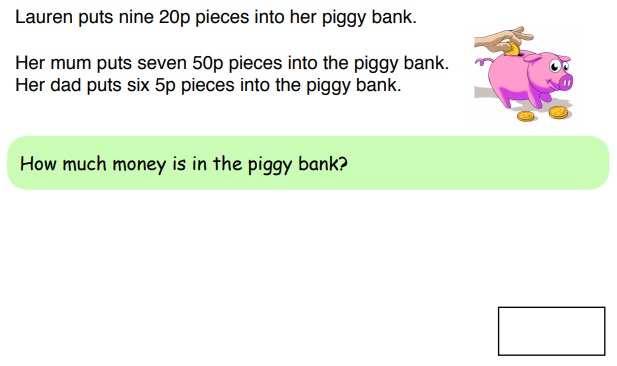 Lauren puts nine 20p pieces into her piggy bank.
Her mum puts seven 50p pieces into the piggy bank.
Her dad puts six 5p pieces into the piggy bank.
How much money is in the piggy bank?